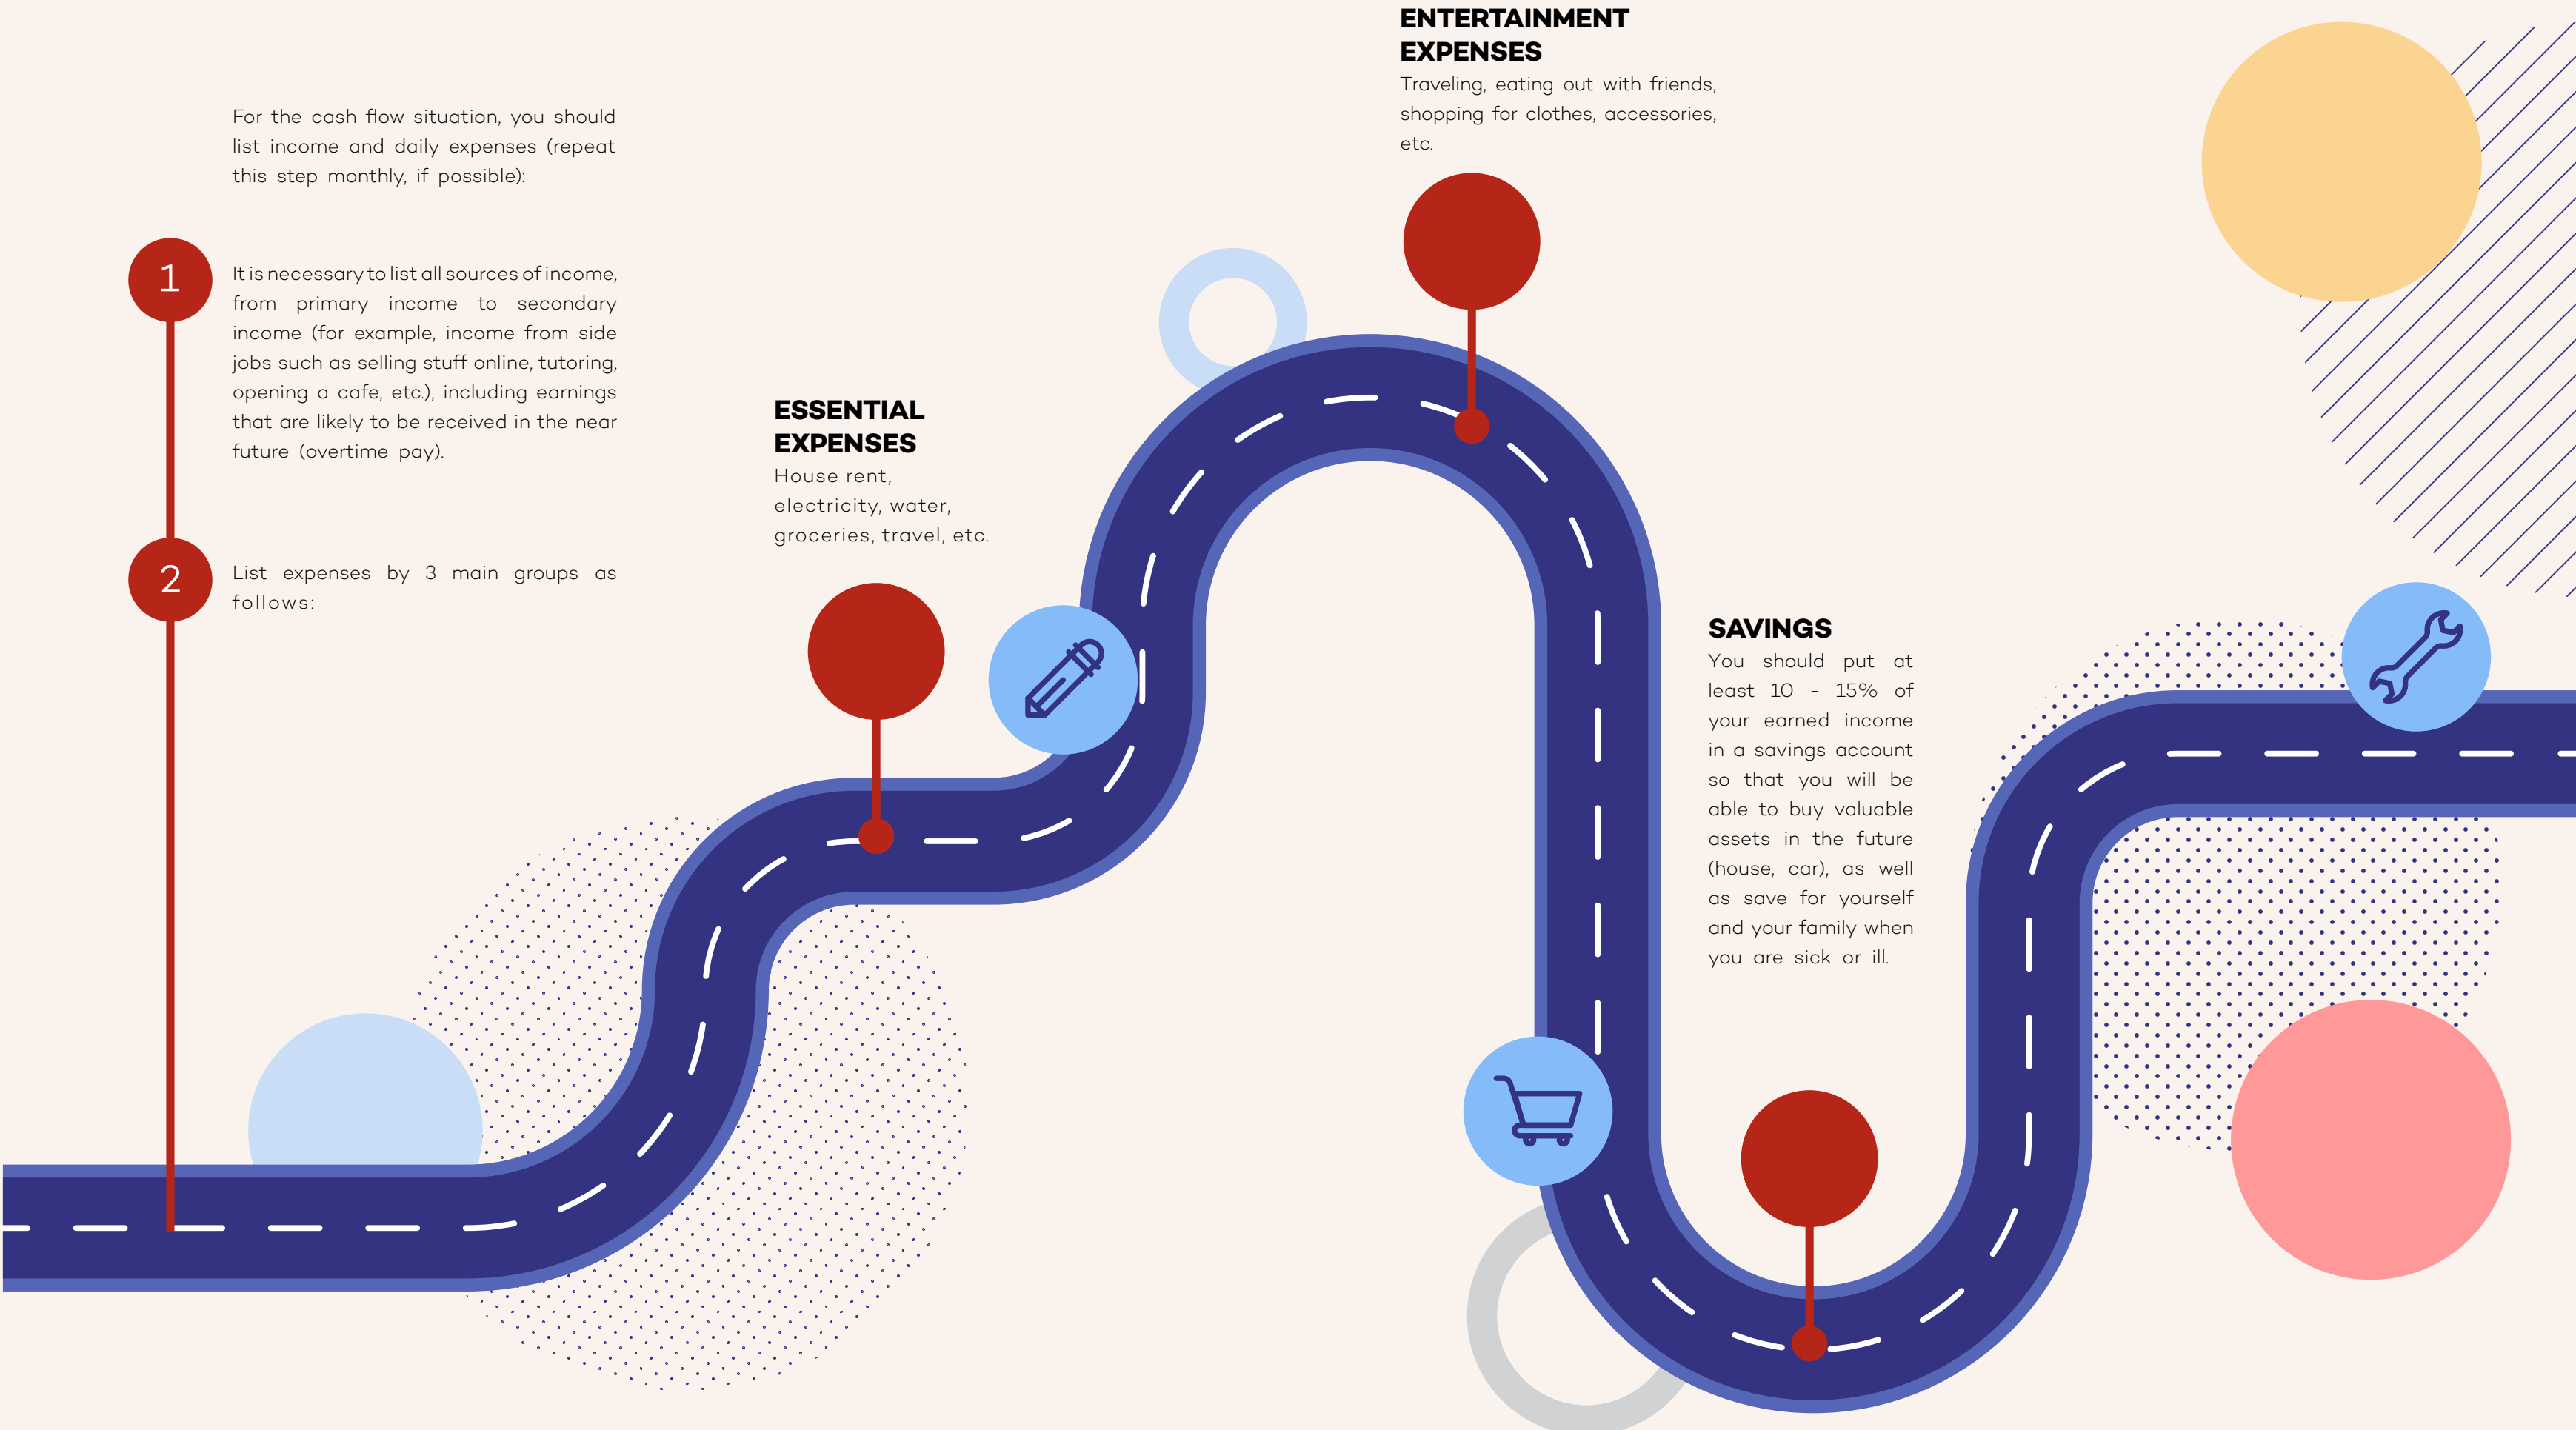 For the cash flow situation, you should
list income and daily expenses (repeat
this step monthly, if possible):
1
It is necessary to list all sources of income,
from primary income to secondary
income (for example, income from side
jobs such as selling stuff online, tutoring,
opening a cafe, etc.), including earnings
that are likely to be received in the near
future (overtime pay).
2
List expenses by 3 main groups as
follows:
ESSENTIAL
EXPENSES
House rent,
electricity, water,
groceries, travel, etc.
ENTERTAINMENT
EXPENSES
Traveling, eating out with friends,
shopping for clothes, accessories,
etc.
SAVINGS
You should put at
least 10 - 15% of
your earned income
in a savings account
so that you will be
able to buy valuable
assets in the future
(house, car), as well
as save for yourself
and your family when
you are sick or ill.